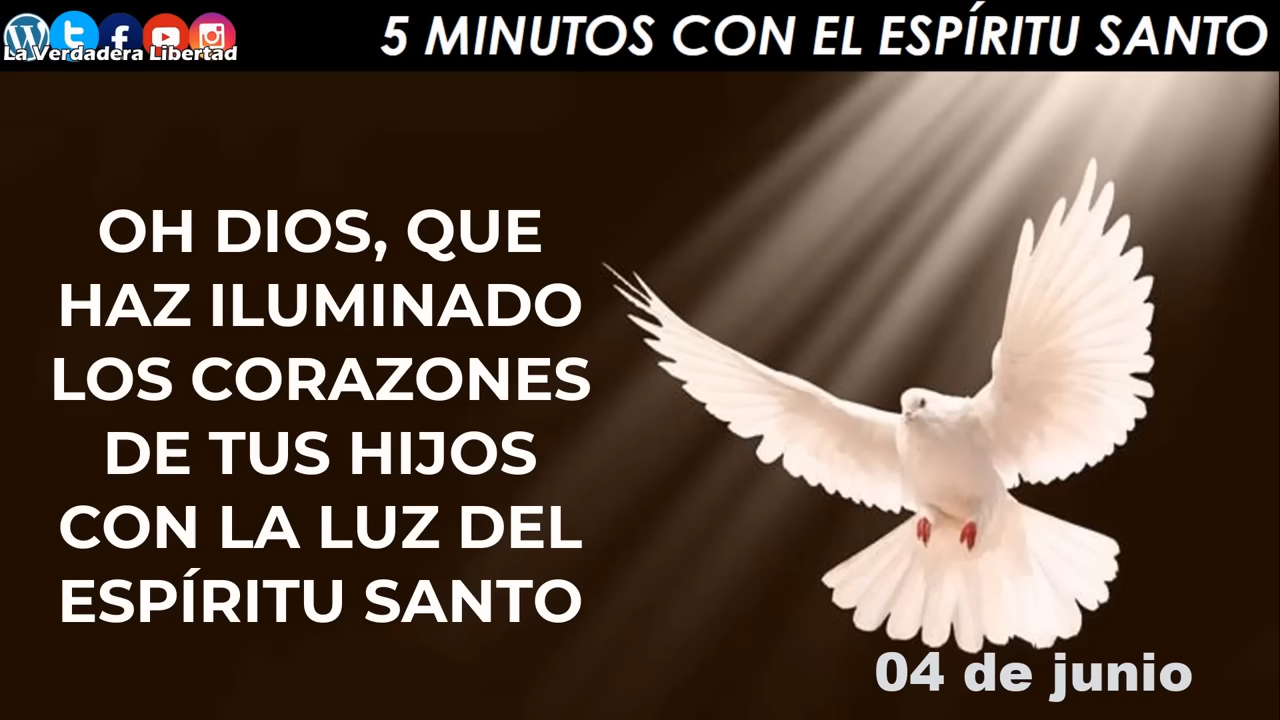 La Verdadera Libertad
5 MINUTOS CON EL ESPÍRITU SANTO
OH DIOS, QUE
HAZ ILUMINADO
LOS CORAZONES
DE TUS HIJOS
CON LA LUZ DEL
ESPÍRITU SANTO
04 de junio